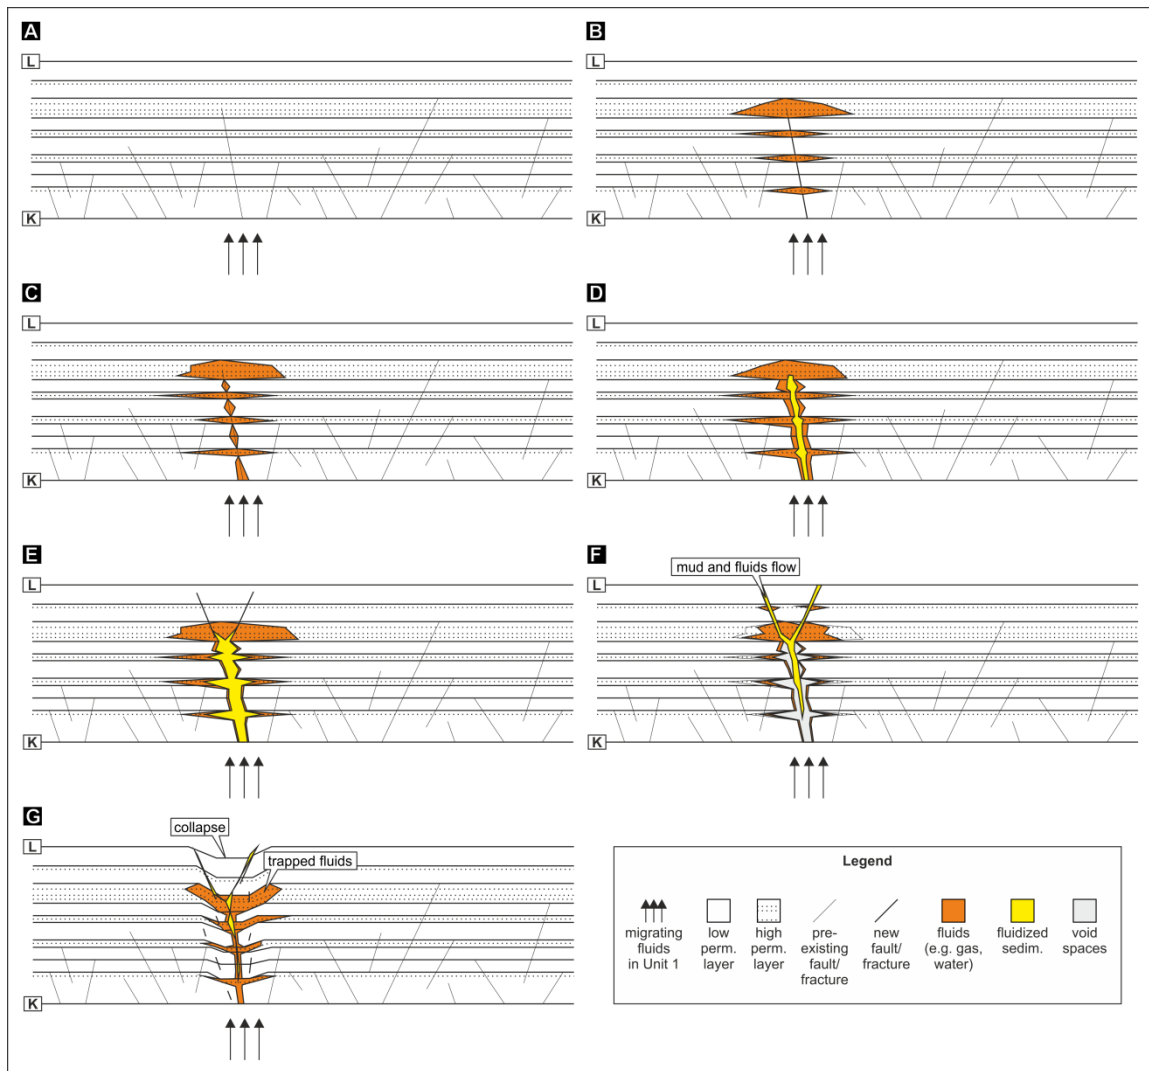 A
B
L
L
K
K
C
D
L
L
K
K
E
F
mud and fluids flow
L
L
K
K
G
collapse
L
trapped fluids
K
Legend
migrating
fluids
in Unit 1
low
perm.
layer
high
perm.
layer
pre-
existing
fault/
fracture
new
fault/
fracture
fluids
(e.g. gas,
water)
fluidized
sedim.
void
spaces